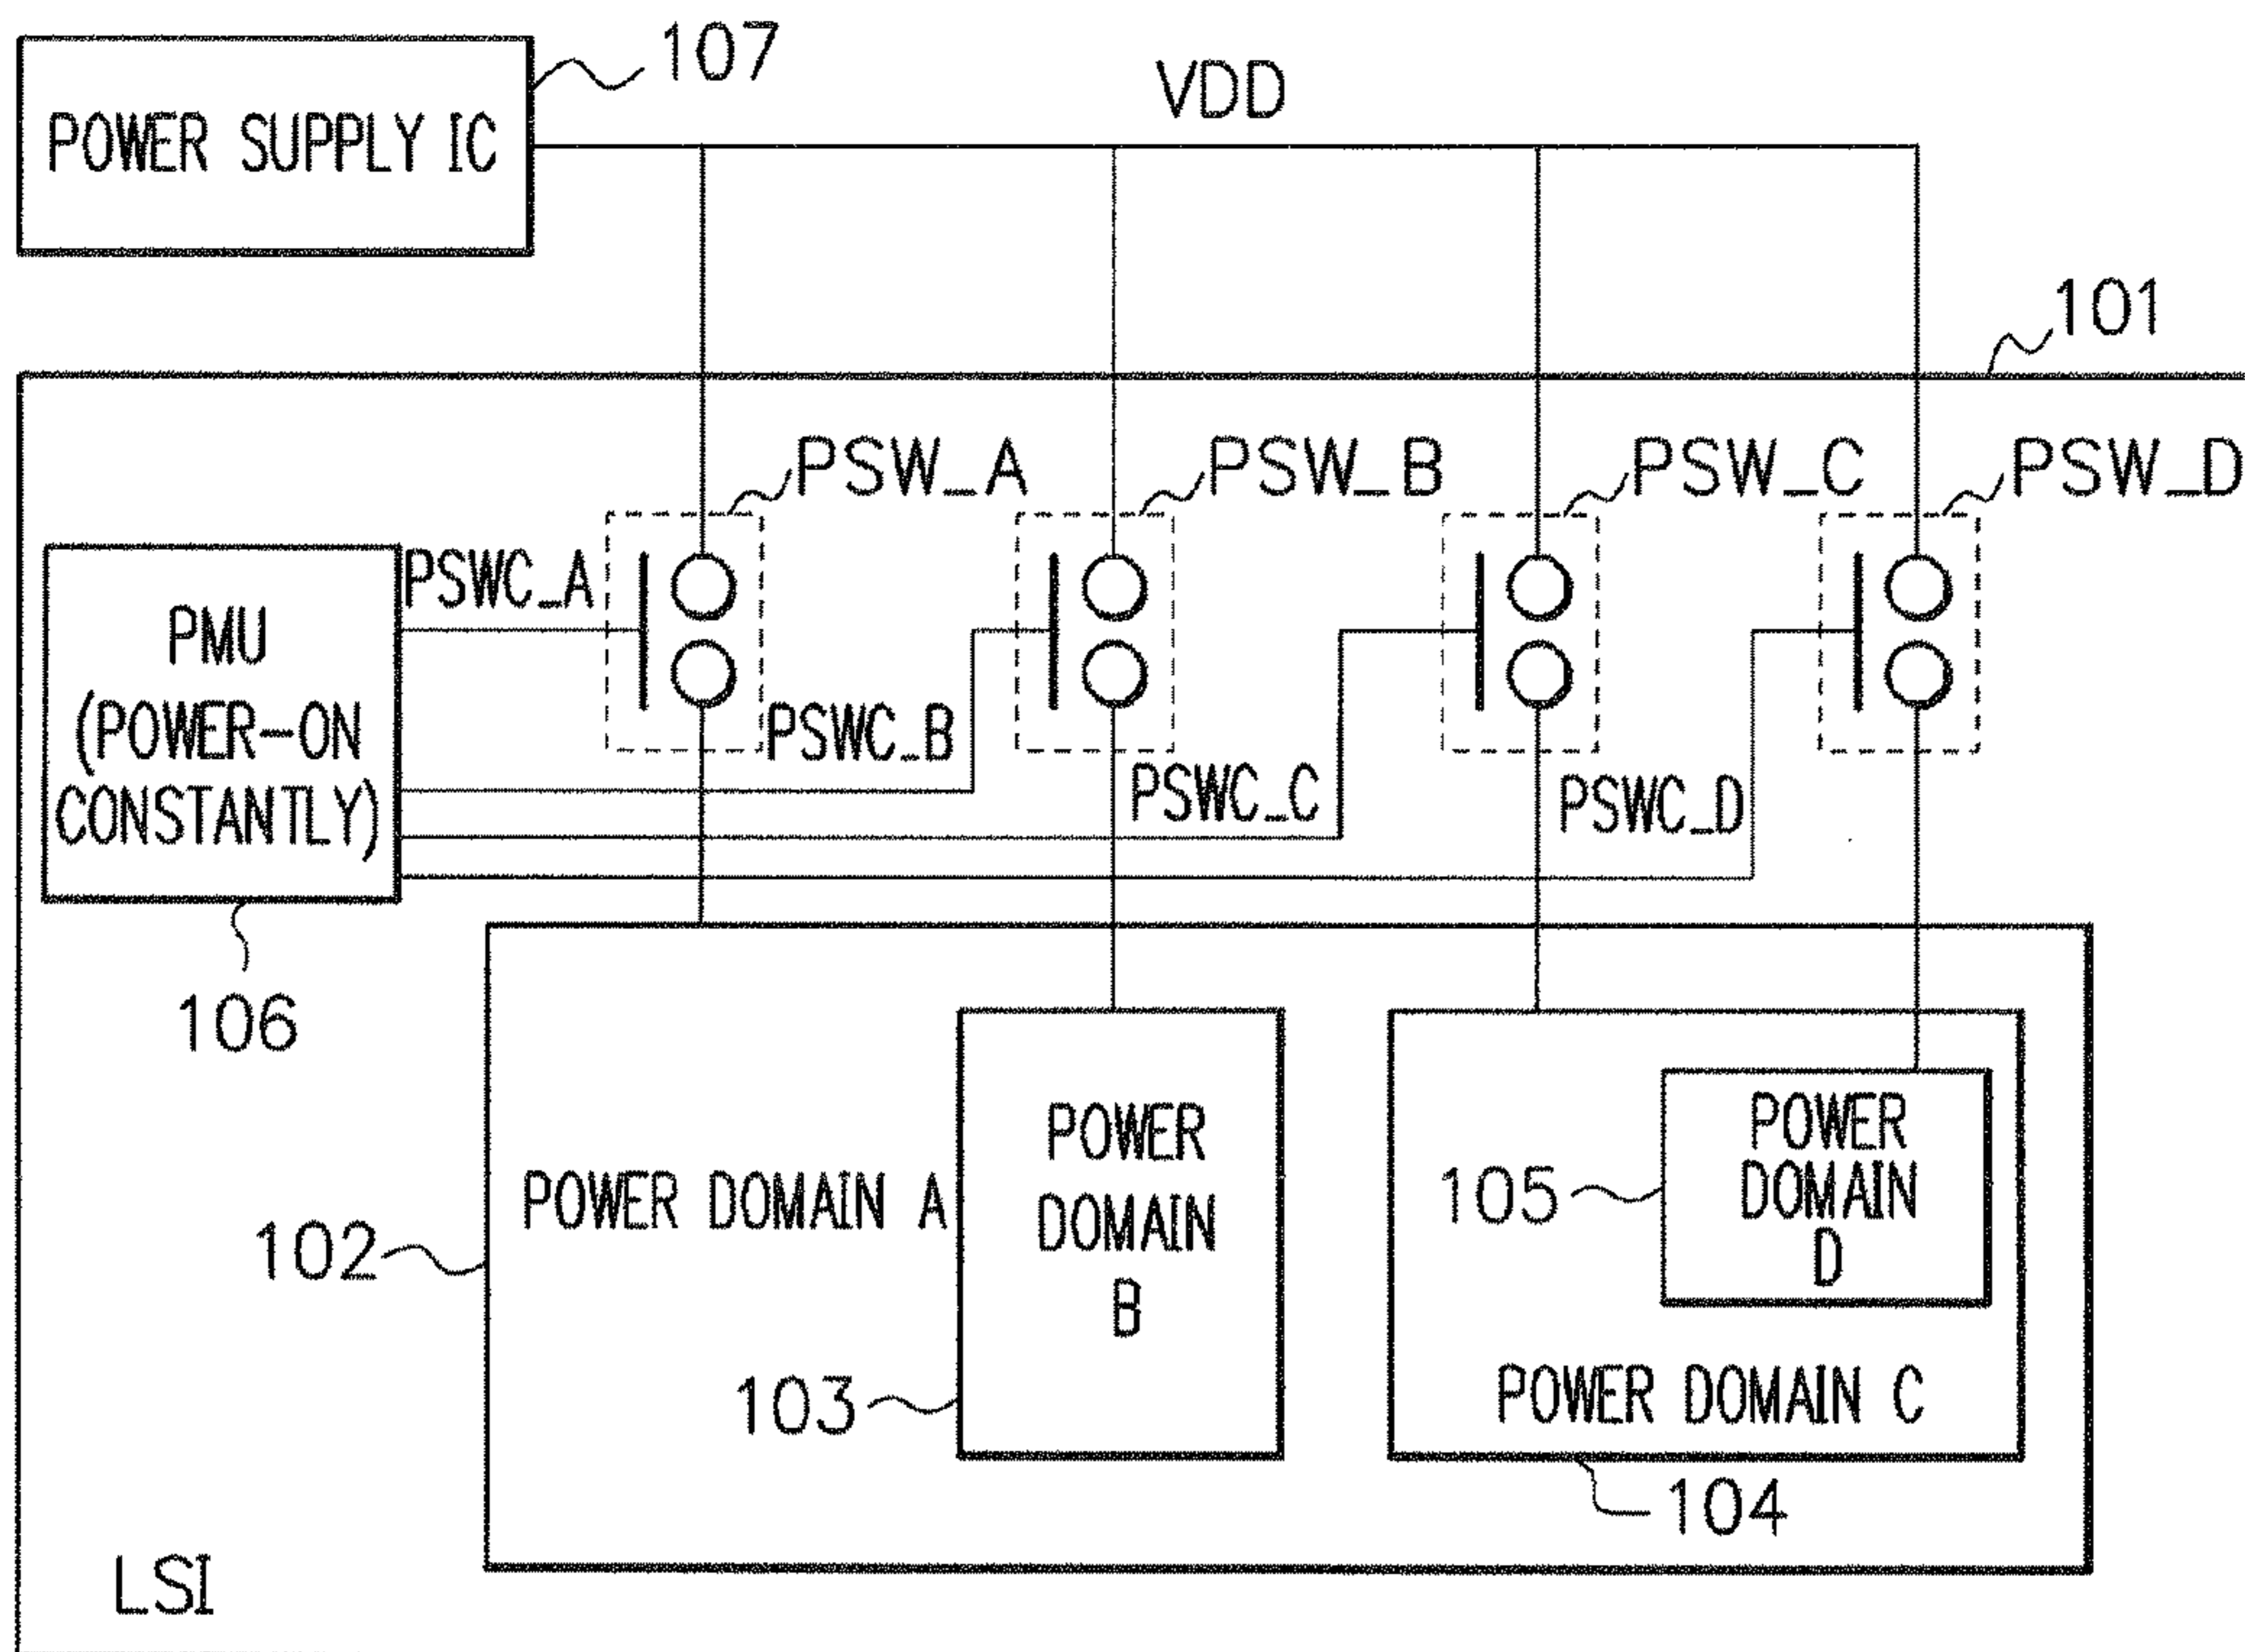 107
POWER SUPPLY IC
VDD
101
PSW_A
PSW_B
PSW_C
PSW_D
PSWC_A
PMU
(POWER-ON
CONSTANTLY)
PSWC_B
PSWC_C
PSWC_D
106
POWER DOMAIN A
102
POWER
DOMAIN
B
103
POWER
DOMAIN
D
105
POWER DOMAIN C
104
LSI